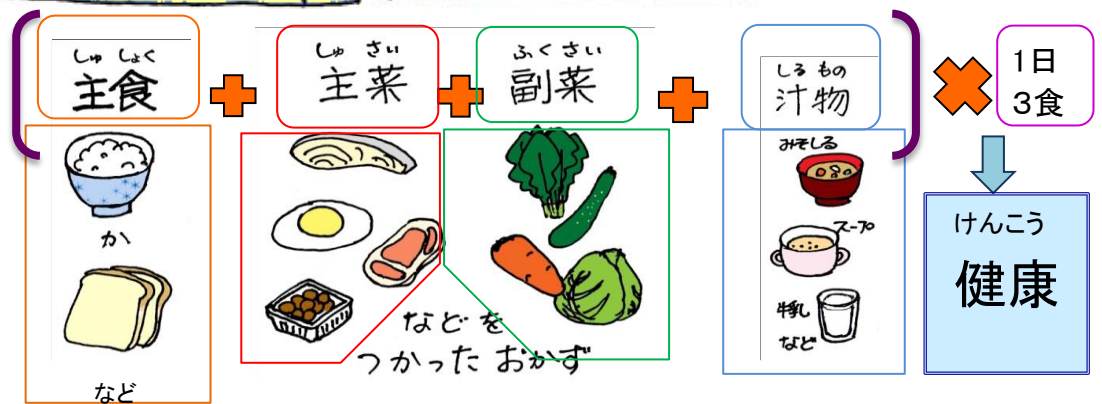 しゅ しょく
主食
しゅ さい
主菜
ふくさい
副菜
しる もの
汁物
1日
3食
か
など
などを
つかった おかず
みそしる
スープ
牛乳
など
けんこう
健康